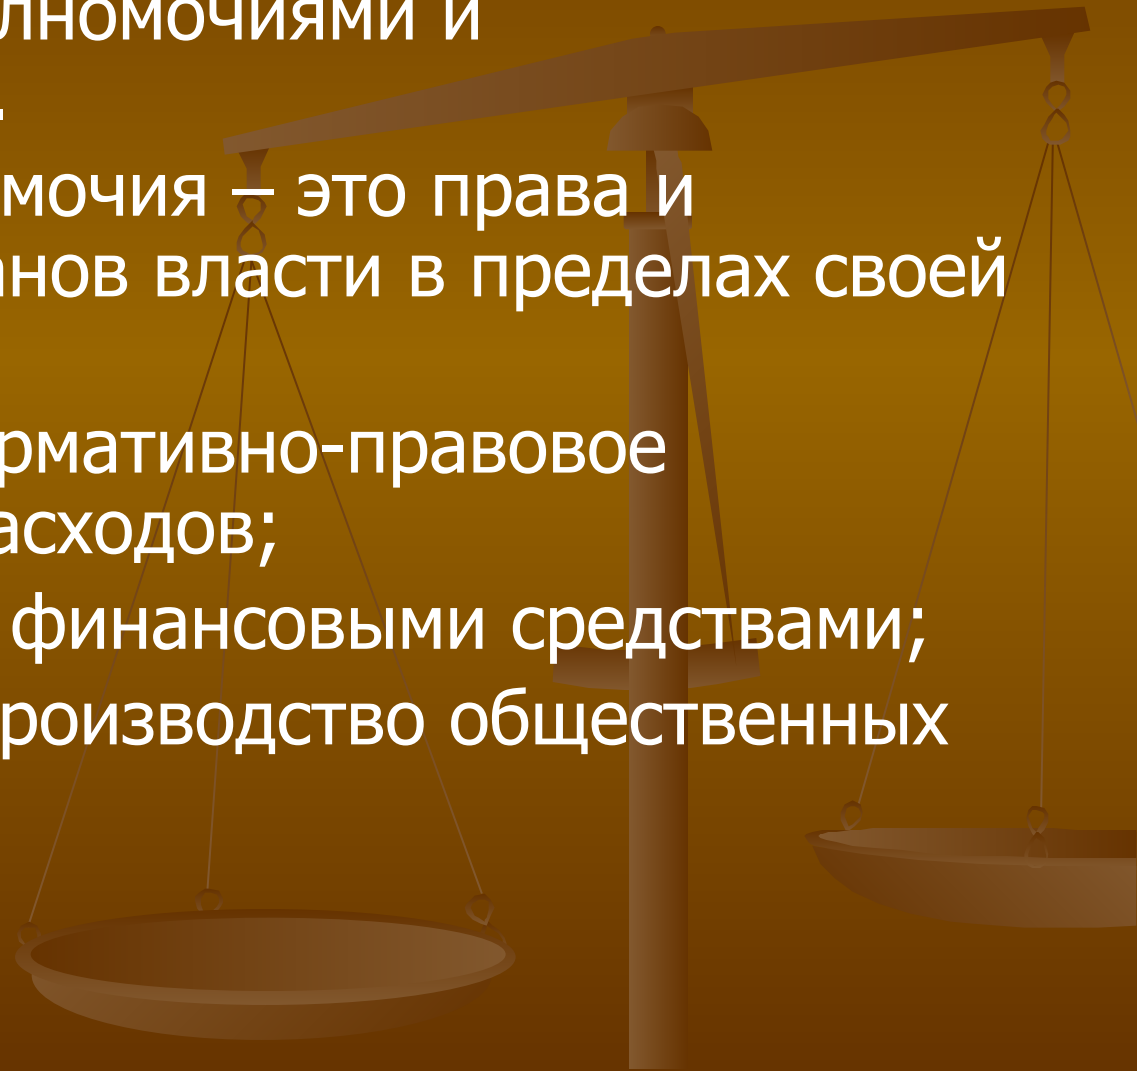 лномочиями и
.
мочия – это права и
анов власти в пределах своей
рмативно-правовое
асходов;
финансовыми средствами;
роизводство общественных